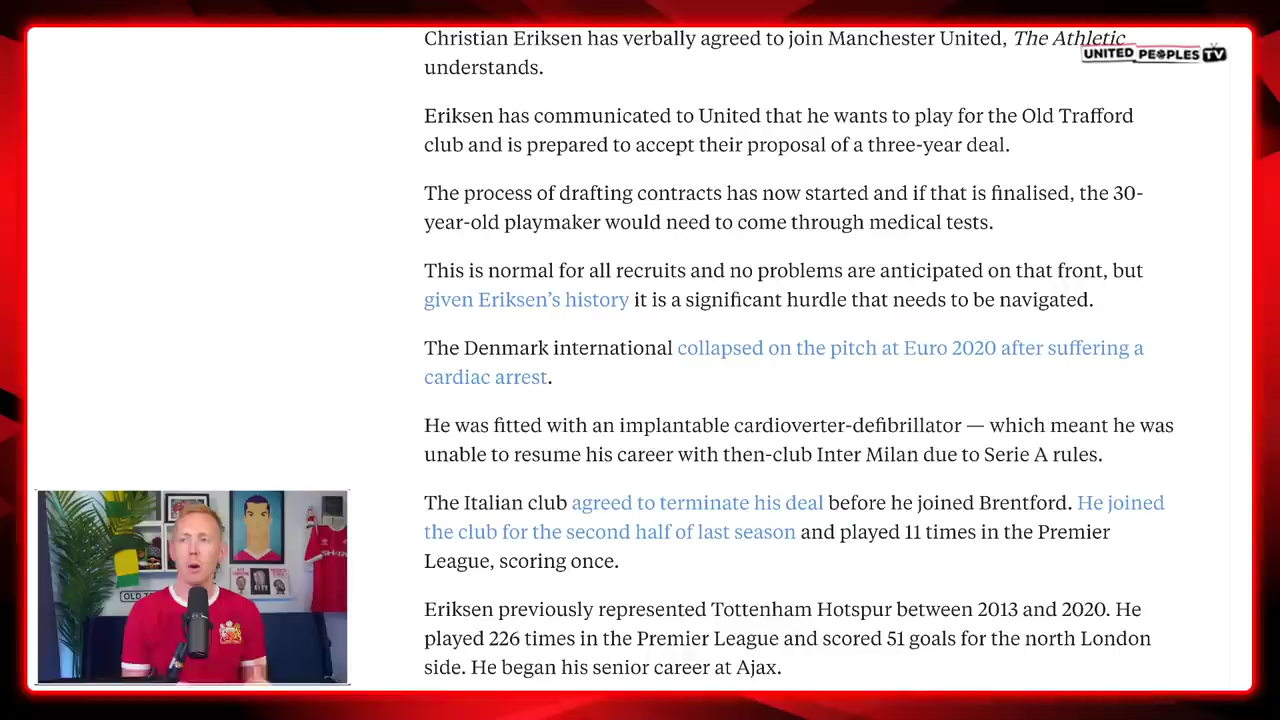 Christian Eriksen has verbally agreed to join Manchester United, The Athletic
understands.
UNITED PEOPLES TV
Eriksen has communicated to United that he wants to play for the Old Trafford
club and is prepared to accept their proposal of a three-year deal.
The process of drafting contracts has now started and if that is finalised, the 30-
year-old playmaker would need to come through medical tests.
This is normal for all recruits and no problems are anticipated on that front, but
given Eriksen’s history it is a significant hurdle that needs to be navigated.
The Denmark international collapsed on the pitch at Euro 2020 after suffering a
cardiac arrest.
He was fitted with an implantable cardioverter-defibrillator — which meant he was
unable to resume his career with then-club Inter Milan due to Serie A rules.
The Italian club agreed to terminate his deal before he joined Brentford. He joined
the club for the second half of last season and played 11 times in the Premier
League, scoring once.
Eriksen previously represented Tottenham Hotspur between 2013 and 2020. He
played 226 times in the Premier League and scored 51 goals for the north London
side. He began his senior career at Ajax.